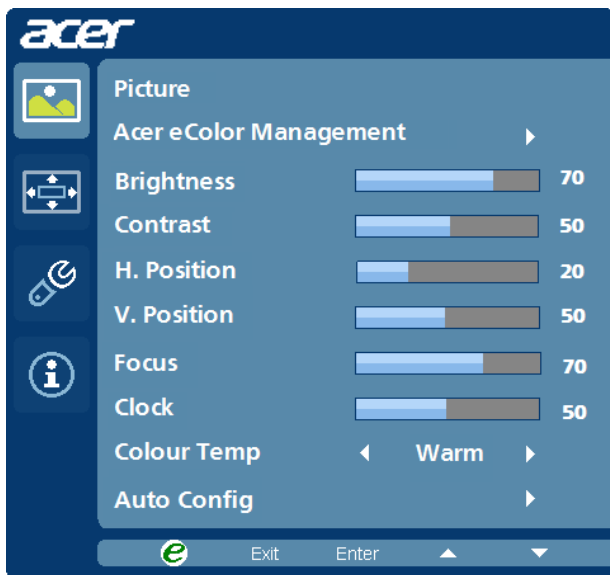 acer
Picture
Acer eColor Management
Brightness 70
Contrast 50
H. Position 20
V. Position 50
Focus 70
Clock 50
Colour Temp Warm
Auto Config
e Exit Enter